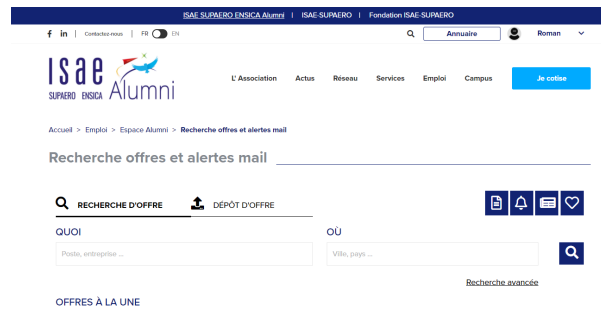 ISAE SUPAERO ENSICA Alumni | ISAE-SUPAERO | Fondation ISAE-SUPAERO
f in | Contactez-nous | FR EN Annuaire Roman
ISae
SUPAERO ENSICA Alumni
L' Association Actus Réseau Services Emploi Campus Je cotise
Accueil > Emploi > Espace Alumni > Recherche offres et alertes mail
Recherche offres et alertes mail
RECHERCHE D'OFFRE DÉPÔT D'OFFRE
QUOI OÙ
Poste, entreprise ... Ville, pays ...
Recherche avancée
OFFRES À LA UNE